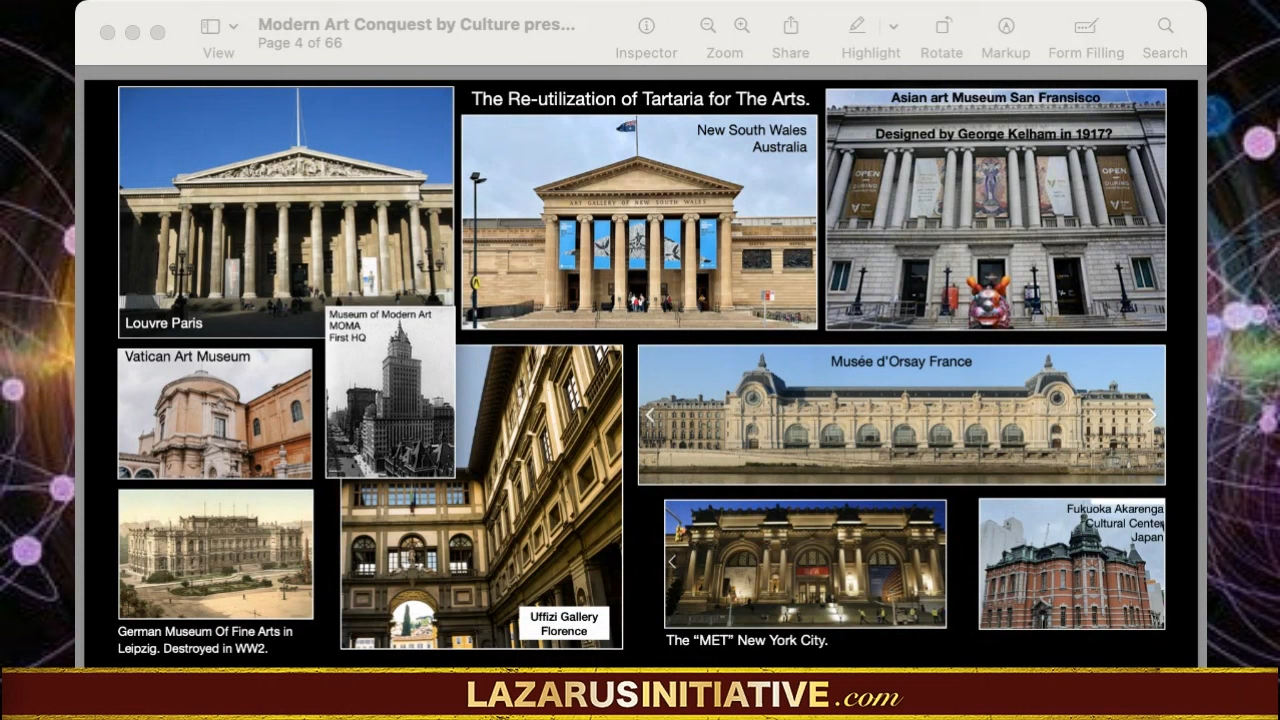 Modern Art Conquest by Culture pres...
Page 4 of 66
View
Inspector
Zoom
Share
Highlight
Rotate
Markup
Form Filling
Search
The Re-utilization of Tartaria for The Arts.
Louvre Paris
New South Wales
Australia
ART GALLERY OF NEW SOUTH WALES
Asian art Museum San Fransisco
Designed by George Kelham in 1917?
OPEN
OPEN
Vatican Art Museum
Museum of Modern Art
MOMA
First HQ
Musée d'Orsay France
German Museum Of Fine Arts in
Leipzig. Destroyed in WW2.
Uffizi Gallery
Florence
The “MET” New York City.
Fukuoka Akarenga
Cultural Center
Japan
LAZARUSINITIATIVE.com